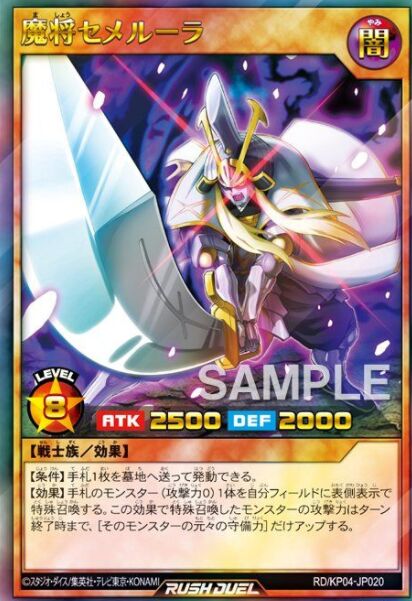 魔将セメルーラ
闇
SAMPLE
LEVEL
8
ATK 2500 DEF 2000
【戦士族／効果】
【条件】手札1枚を墓地へ送って発動できる。
【効果】手札のモンスター(攻撃力0)1体を自分フィールドに表側表示で
特殊召喚する。この効果で特殊召喚したモンスターの攻撃力はターン
終了時まで、[そのモンスターの元々の守備力]だけアップする。
©スタジオ・ダイス/集英社・テレビ東京・KONAMI
RUSH DUEL
RD/KP04-JP020